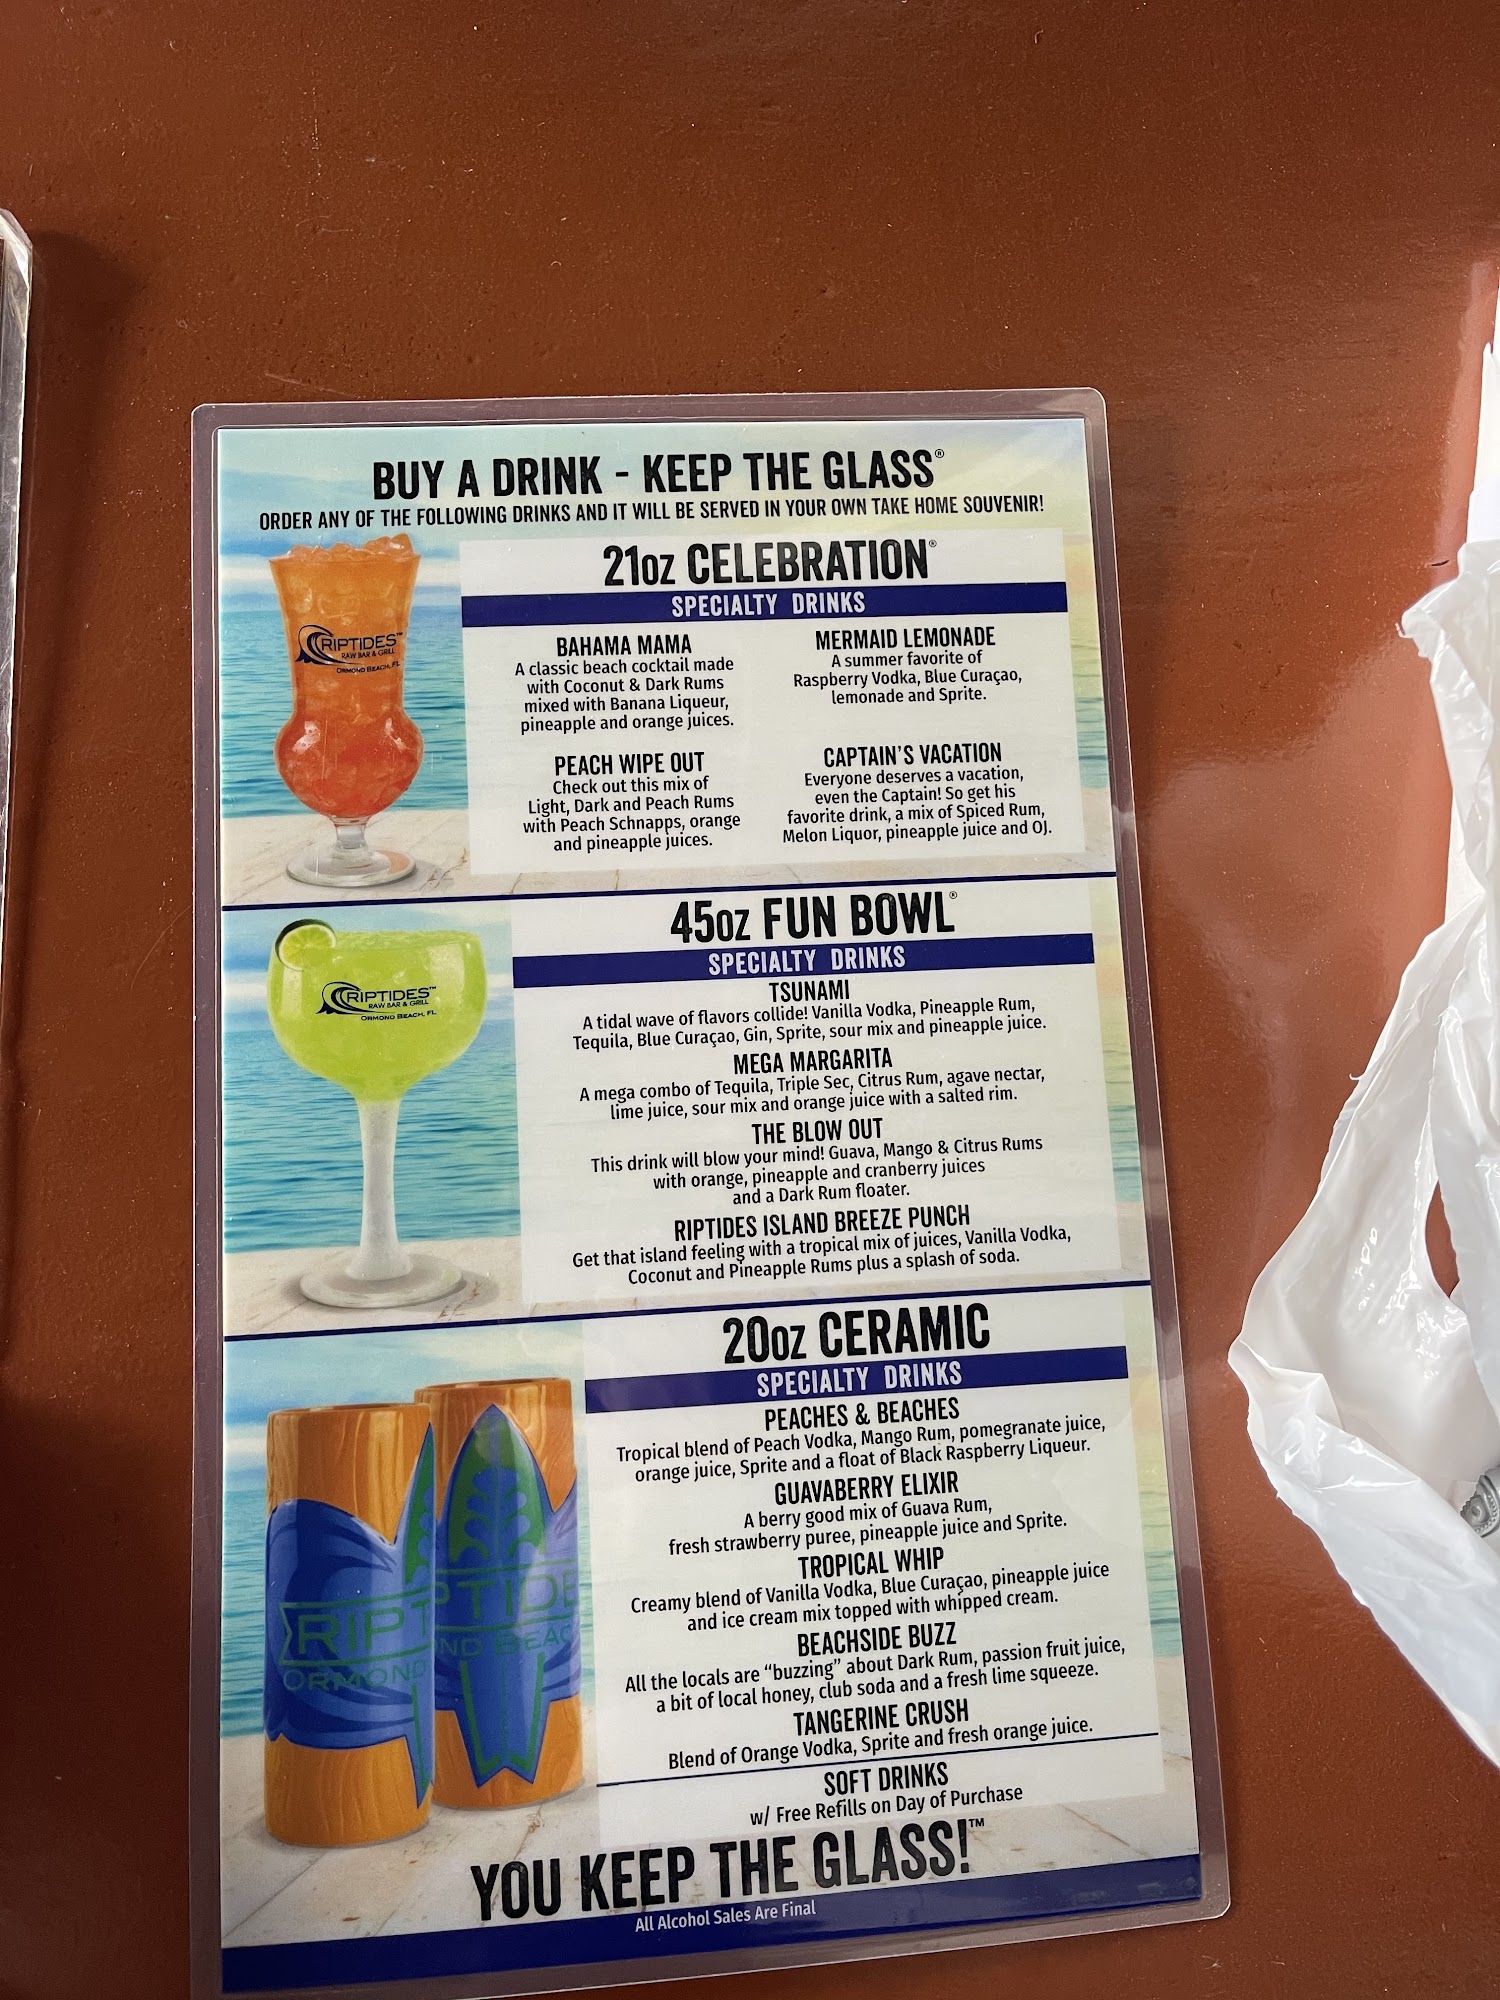 BUY A DRINK - KEEP THE GLASS®
ORDER ANY OF THE FOLLOWING DRINKS AND IT WILL BE SERVED IN YOUR OWN TAKE HOME SOUVENIR!
RIPTIDES™
RAW BAR & GRILL
ORMOND BEACH, FL
21oz CELEBRATION®
SPECIALTY DRINKS
BAHAMA MAMA
A classic beach cocktail made
with Coconut & Dark Rums
mixed with Banana Liqueur,
pineapple and orange juices.
MERMAID LEMONADE
A summer favorite of
Raspberry Vodka, Blue Curaçao,
lemonade and Sprite.
PEACH WIPE OUT
Check out this mix of
Light, Dark and Peach Rums
with Peach Schnapps, orange
and pineapple juices.
CAPTAIN'S VACATION
Everyone deserves a vacation,
even the Captain! So get his
favorite drink, a mix of Spiced Rum,
Melon Liquor, pineapple juice and OJ.
RIPTIDES™
RAW BAR & GRILL
ORMOND BEACH, FL
45oz FUN BOWL®
SPECIALTY DRINKS
TSUNAMI
A tidal wave of flavors collide! Vanilla Vodka, Pineapple Rum,
Tequila, Blue Curaçao, Gin, Sprite, sour mix and pineapple juice.
MEGA MARGARITA
A mega combo of Tequila, Triple Sec, Citrus Rum, agave nectar,
lime juice, sour mix and orange juice with a salted rim.
THE BLOW OUT
This drink will blow your mind! Guava, Mango & Citrus Rums
with orange, pineapple and cranberry juices
and a Dark Rum floater.
RIPTIDES ISLAND BREEZE PUNCH
Get that island feeling with a tropical mix of juices, Vanilla Vodka,
Coconut and Pineapple Rums plus a splash of soda.
20oz CERAMIC
SPECIALTY DRINKS
PEACHES & BEACHES
Tropical blend of Peach Vodka, Mango Rum, pomegranate juice,
orange juice, Sprite and a float of Black Raspberry Liqueur.
GUAVABERRY ELIXIR
A berry good mix of Guava Rum,
fresh strawberry puree, pineapple juice and Sprite.
TROPICAL WHIP
Creamy blend of Vanilla Vodka, Blue Curaçao, pineapple juice
and ice cream mix topped with whipped cream.
BEACHSIDE BUZZ
All the locals are “buzzing” about Dark Rum, passion fruit juice,
a bit of local honey, club soda and a fresh lime squeeze.
TANGERINE CRUSH
Blend of Orange Vodka, Sprite and fresh orange juice.
RIPT
ORMOND
PTIDE
ND BEAC
SOFT DRINKS
w/ Free Refills on Day of Purchase
YOU KEEP THE GLASS!™
All Alcohol Sales Are Final